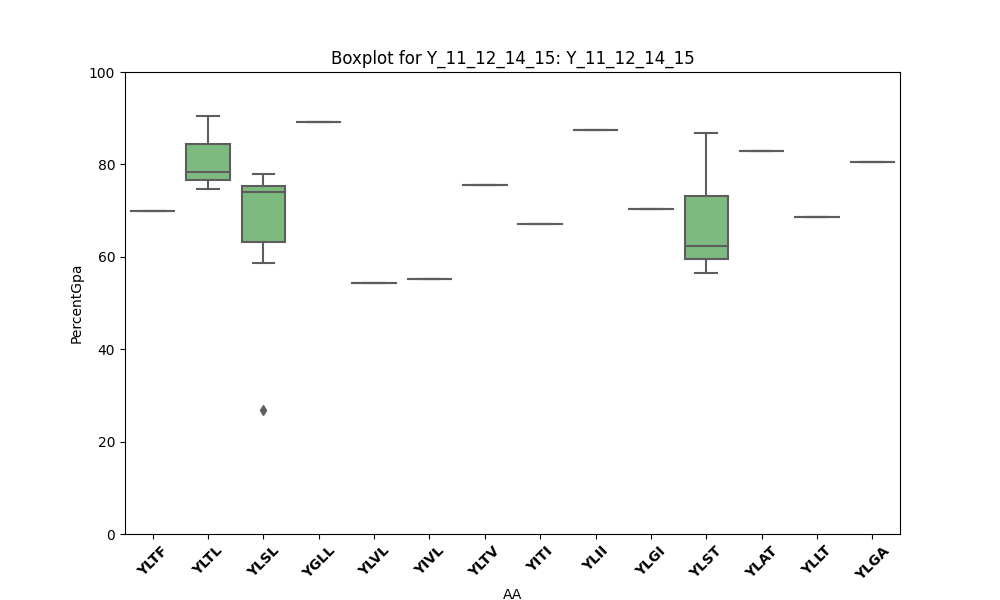 Boxplot for Y_11_12_14_15: Y_11_12_14_15
100
80
60
40
20
0
PercentGpa
YLTF YLTL YLSL YGLL YLVL YIVL YLTV YITI YLII YLGI YLST YLAT YLLT YLGA
AA